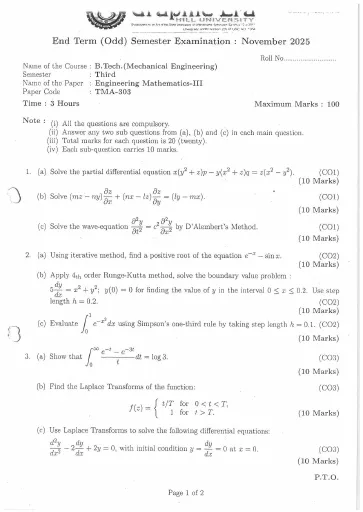 Graphic Era
HILL UNIVERSITY
End Term (Odd) Semester Examination : November 2025
Roll No.
Name of the Course : B.Tech.(Mechanical Engineering)
Semester : Third
Name of the Paper : Engineering Mathematics-III
Paper Code : TMA-303
Time : 3 Hours Maximum Marks : 100
Note : (i) All the questions are compulsory.
(ii) Answer any two sub questions from (a), (b) and (c) in each main question.
(iii) Total marks for each question is 20 (twenty).
(iv) Each sub-question carries 10 marks.
1. (a) Solve the partial differential equation x(y² + z)p − y(x² + z)q = z(x² − y²). (CO1)
(10 Marks)
(b) Solve (mz − ny)∂z/∂x + (nx − lz)∂z/∂y = (ly − mx). (CO1)
(10 Marks)
(c) Solve the wave-equation ∂²y/∂t² = c² ∂²y/∂x² by D'Alembert's Method. (CO1)
(10 Marks)
2. (a) Using iterative method, find a positive root of the equation e⁻ˣ − sin x. (CO2)
(10 Marks)
(b) Apply 4th, order Runge-Kutta method, solve the boundary value problem :
5 dy/dx = x² + y²; y(0) = 0 for finding the value of y in the interval 0 ≤ x ≤ 0.2. Use step
length h = 0.2. (CO2)
(10 Marks)
(c) Evaluate ∫₀¹ e^(−x²) dx using Simpson's one-third rule by taking step length h = 0.1. (CO2)
(10 Marks)
3. (a) Show that ∫₀^∞ (e^(−t) − e^(−3t))/t dt = log 3. (CO3)
(10 Marks)
(b) Find the Laplace Transforms of the function: (CO3)
f(z) = { t/T for 0 < t < T,
1 for t > T. (10 Marks)
(c) Use Laplace Transforms to solve the following differential equations:
d²y/dx² − 2 dy/dx + 2y = 0, with initial condition y = dy/dx = 0 at x = 0. (CO3)
(10 Marks)
P.T.O.
Page 1 of 2